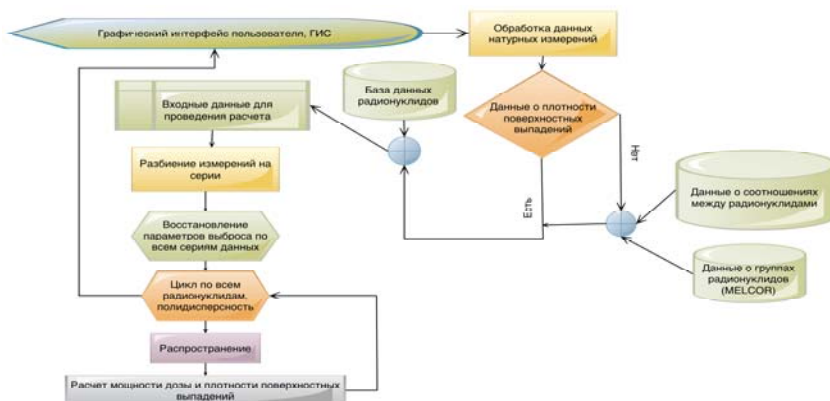 Графический интерфейс пользователя, ГИС
Обработка данных
натурных измерений
База данных
радионуклидов
Входные данные для
проведения расчета
Данные о плотности
поверхностных
выпадений
Нет
Разбиение измерений на
серии
Данные о соотношениях
между радионуклидами
Есть
Восстановление
параметров выброса по
всем сериям данных
Данные о группах
радионуклидов
(MELCOR)
Цикл по всем
радионуклидам,
полидисперсность
Распространение
Расчет мощности дозы и плотности поверхностных
выпадений